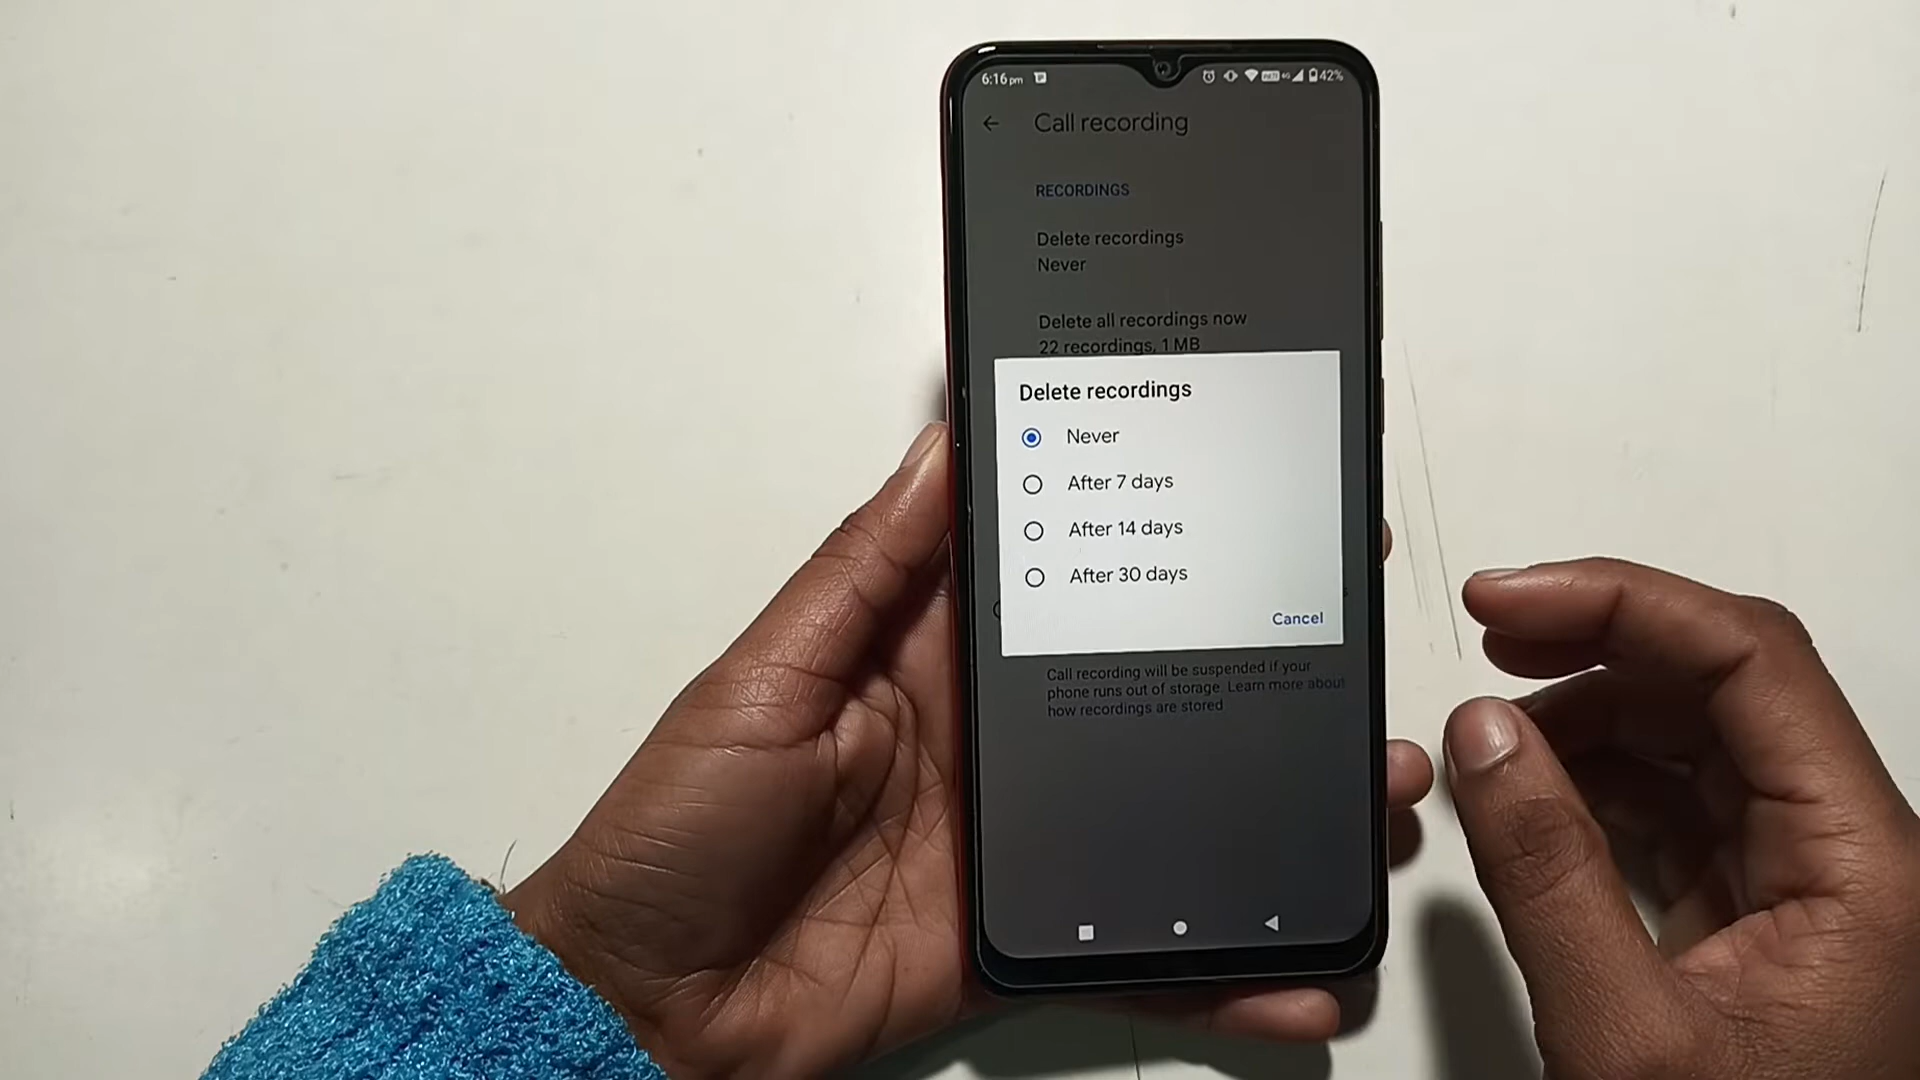 6:16 pm
42%
Call recording
RECORDINGS
Delete recordings
Never
Delete all recordings now
22 recordings, 1 MB
Delete recordings
Never
After 7 days
After 14 days
After 30 days
Cancel
Call recording will be suspended if your
phone runs out of storage. Learn more about
how recordings are stored